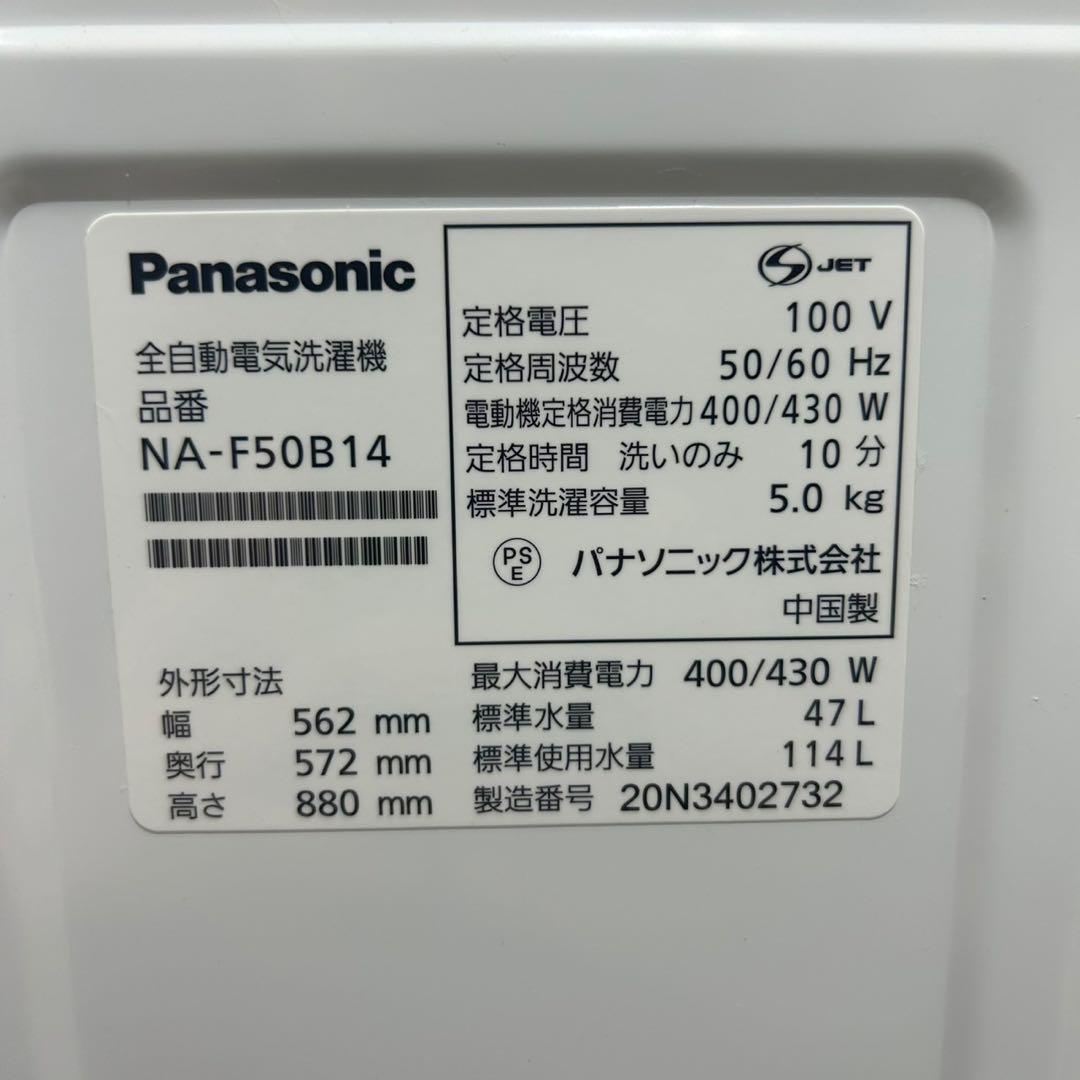 Panasonic
全自動電気洗濯機
品番
NA-F50B14
JET
定格電圧 100 V
定格周波数 50/60 Hz
電動機定格消費電力 400/430 W
定格時間 洗いのみ 10 分
標準洗濯容量 5.0 kg
PS
E
パナソニック株式会社
中国製
外形寸法
幅 562 mm
奥行 572 mm
高さ 880 mm
最大消費電力 400/430 W
標準水量 47 L
標準使用水量 114 L
製造番号 20N3402732